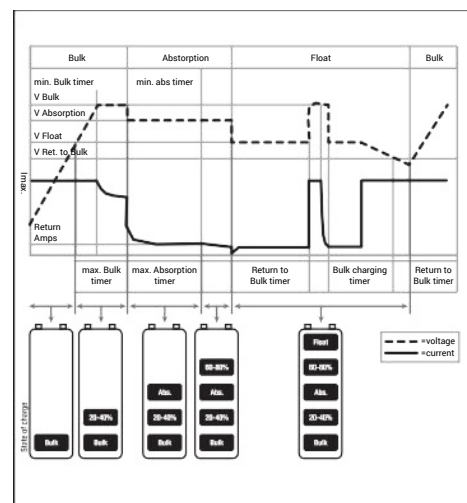 Bulk
Abstorption
Float
Bulk
min. Bulk timer
min. abs timer
V Bulk
V Absorption
V Float
V Ret. to Bulk
Imax.
Return
Amps
max. Bulk
timer
max. Absorption
timer
Return to
Bulk timer
Bulk charging
timer
Return to
Bulk timer
State of charge
Bulk
20-40%
Bulk
Abs.
20-40%
Bulk
60-80%
Abs.
20-40%
Bulk
Float
60-80%
Abs.
20-40%
Bulk
=voltage
=current